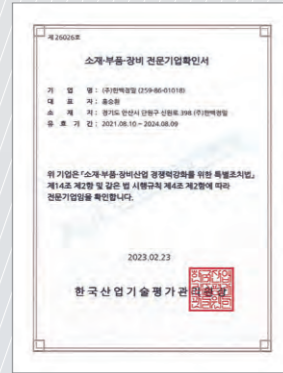 제26026호
소재·부품·장비 전문기업확인서
기 업 명 : (주)한백정밀 (259-86-01018)
대 표 자 : 홍승환
소 재 지 : 경기도 안산시 단원구 신원로 398 (주)한백정밀
유 효 기 간 : 2021.08.10 ~ 2024.08.09
위 기업은 「소재·부품·장비산업 경쟁력강화를 위한 특별조치법」
제14조 제2항 및 같은 법 시행규칙 제4조 제2항에 따라
전문기업임을 확인합니다.
2023.02.23
한국산업기술평가관리원장